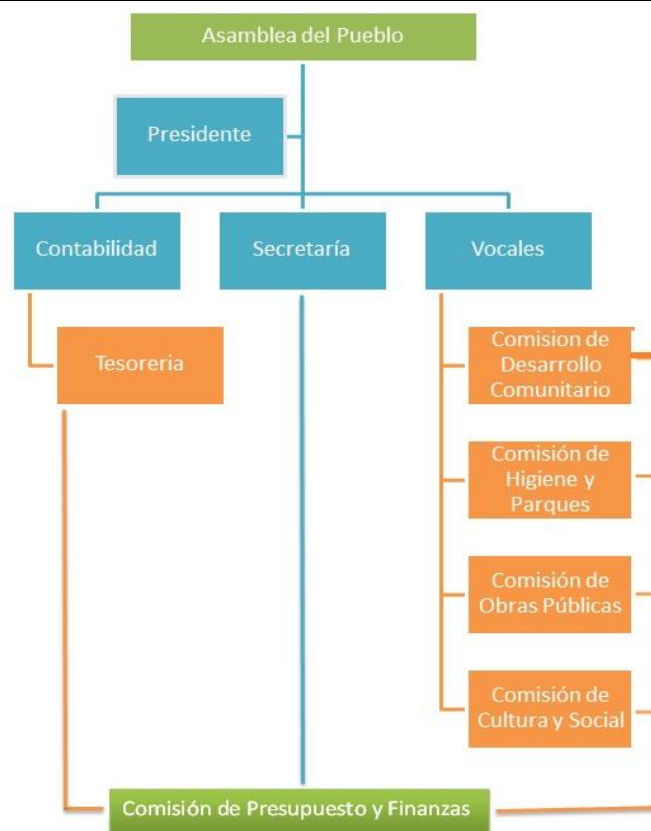 Asamblea del Pueblo
Presidente
Contabilidad
Secretaría
Vocales
Tesoreria
Comision de
Desarrollo
Comunitario
Comisión de
Higiene y
Parques
Comisión de
Obras Públicas
Comisión de
Cultura y Social
Comisión de Presupuesto y Finanzas